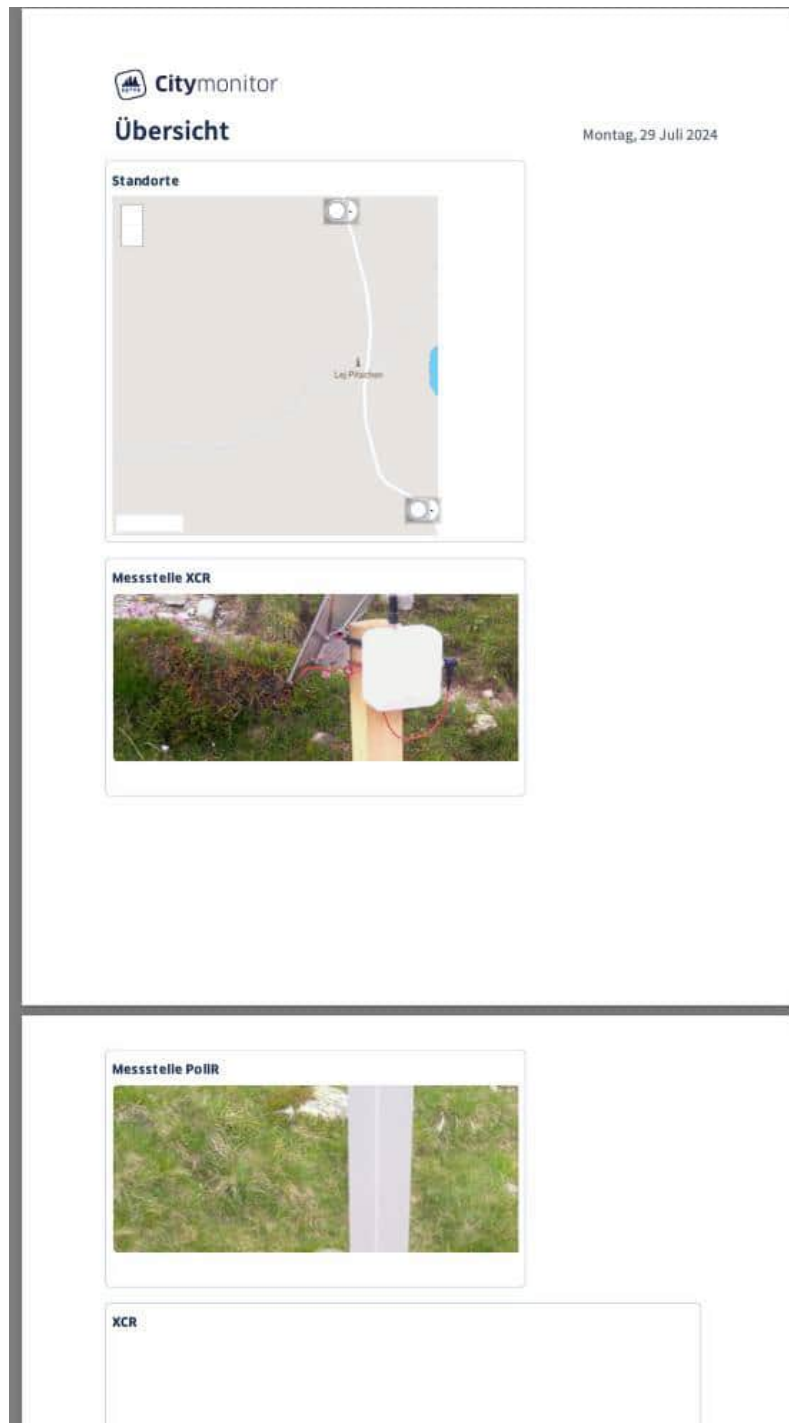 Citymonitor
Übersicht
Montag, 29 Juli 2024
Standorte
Lej Pitschen
Messstelle XCR
Messstelle PollR
XCR